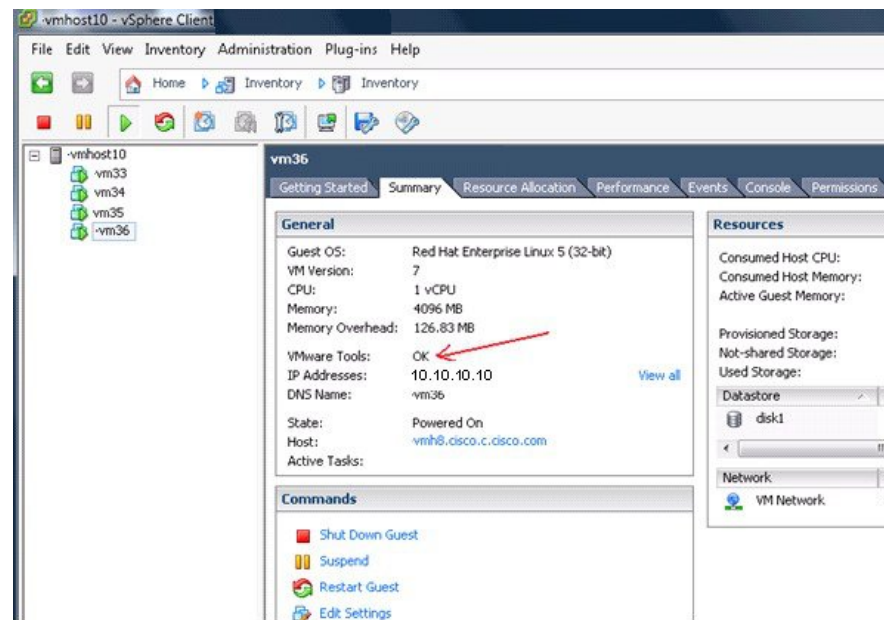 -vmhost10 - vSphere Client
File Edit View Inventory Administration Plug-ins Help
Home Inventory Inventory
-vmhost10
vm33
vm34
vm35
-vm36
vm36
Getting Started Summary Resource Allocation Performance Events Console Permissions
General
Guest OS: Red Hat Enterprise Linux 5 (32-bit)
VM Version: 7
CPU: 1 vCPU
Memory: 4096 MB
Memory Overhead: 126.83 MB
VMware Tools: OK
IP Addresses: 10.10.10.10 View all
DNS Name: -vm36
State: Powered On
Host: vmh8.cisco.c.cisco.com
Active Tasks:
Commands
Shut Down Guest
Suspend
Restart Guest
Edit Settings
Resources
Consumed Host CPU:
Consumed Host Memory:
Active Guest Memory:
Provisioned Storage:
Not-shared Storage:
Used Storage:
Datastore
disk1
Network
VM Network